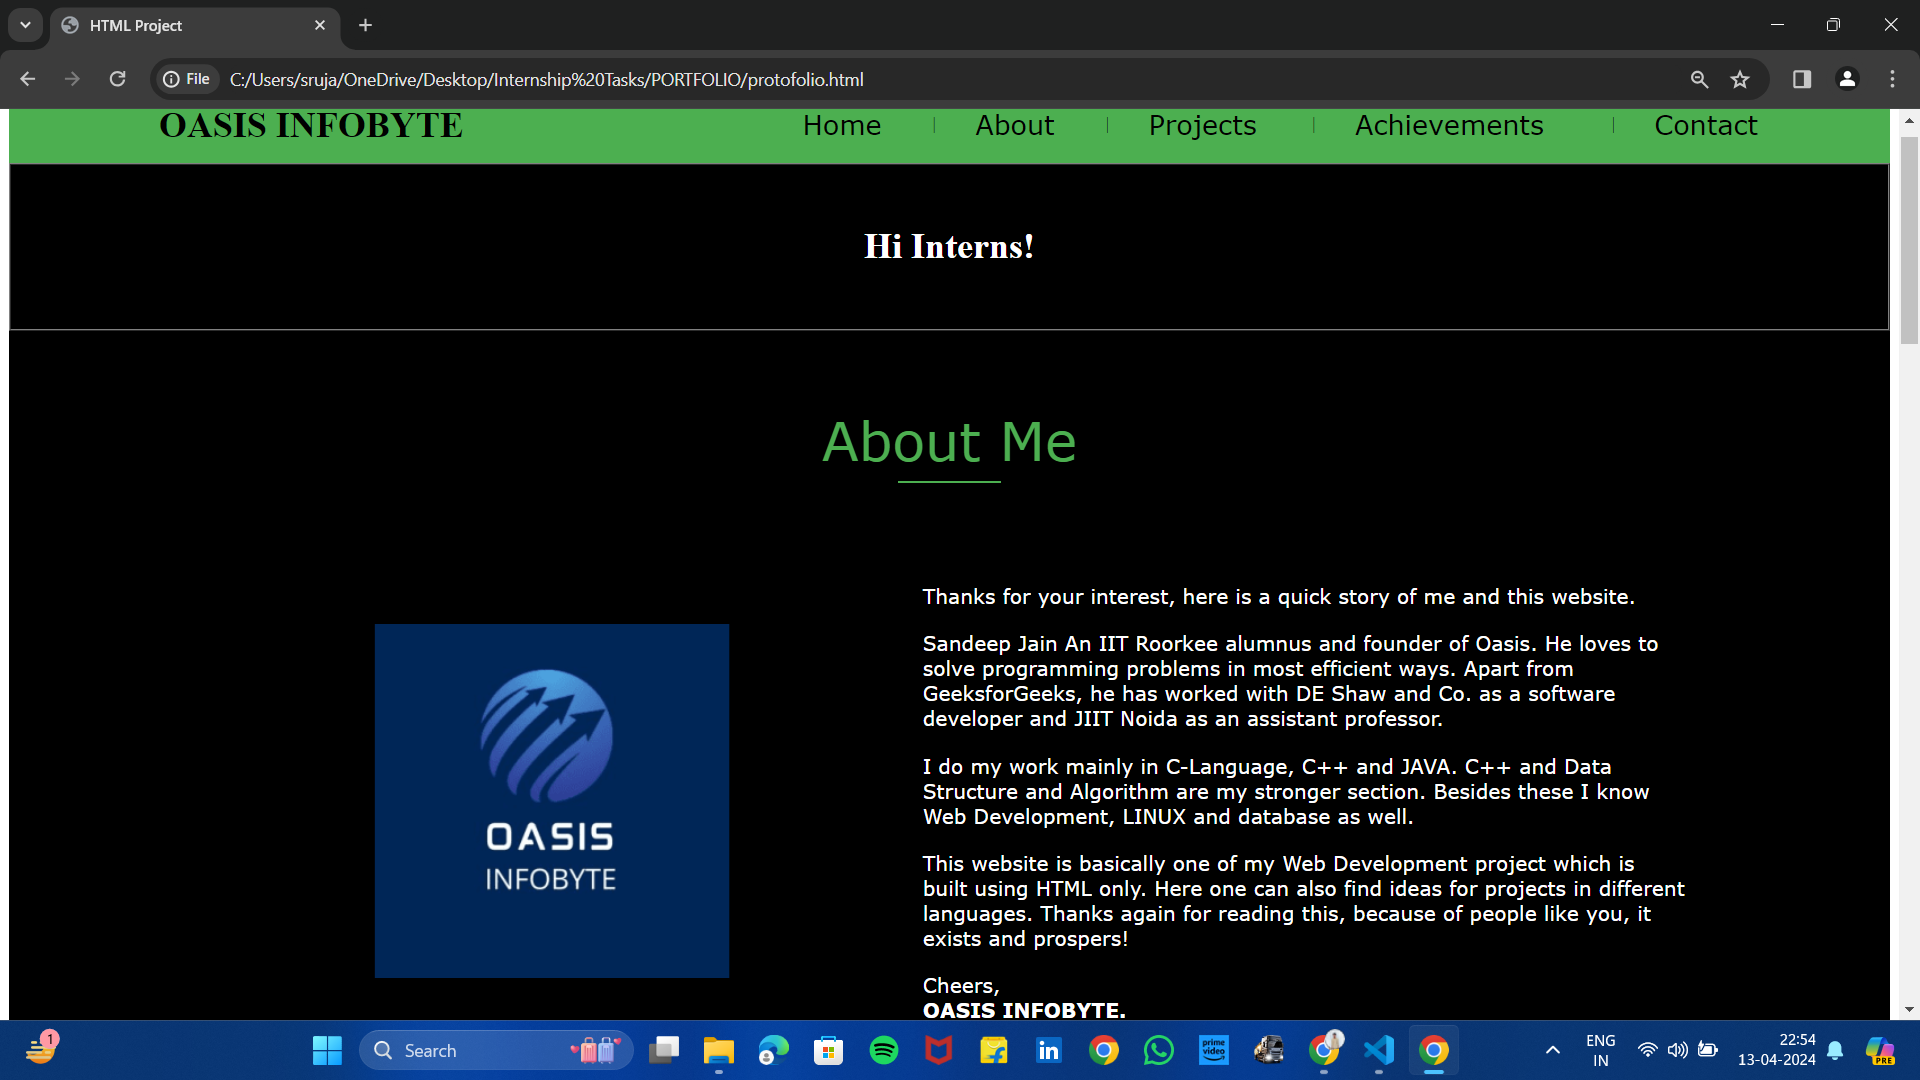 HTML Project
File
C:/Users/sruja/OneDrive/Desktop/Internship%20Tasks/PORTFOLIO/protofolio.html
OASIS INFOBYTE
Home
About
Projects
Achievements
Contact
Hi Interns!
About Me
OASIS
INFOBYTE
Thanks for your interest, here is a quick story of me and this website.
Sandeep Jain An IIT Roorkee alumnus and founder of Oasis. He loves to
solve programming problems in most efficient ways. Apart from
GeeksforGeeks, he has worked with DE Shaw and Co. as a software
developer and JIIT Noida as an assistant professor.
I do my work mainly in C-Language, C++ and JAVA. C++ and Data
Structure and Algorithm are my stronger section. Besides these I know
Web Development, LINUX and database as well.
This website is basically one of my Web Development project which is
built using HTML only. Here one can also find ideas for projects in different
languages. Thanks again for reading this, because of people like you, it
exists and prospers!
Cheers,
OASIS INFOBYTE.
1
Search
in
prime
video
ENG
IN
22:54
13-04-2024
PRE